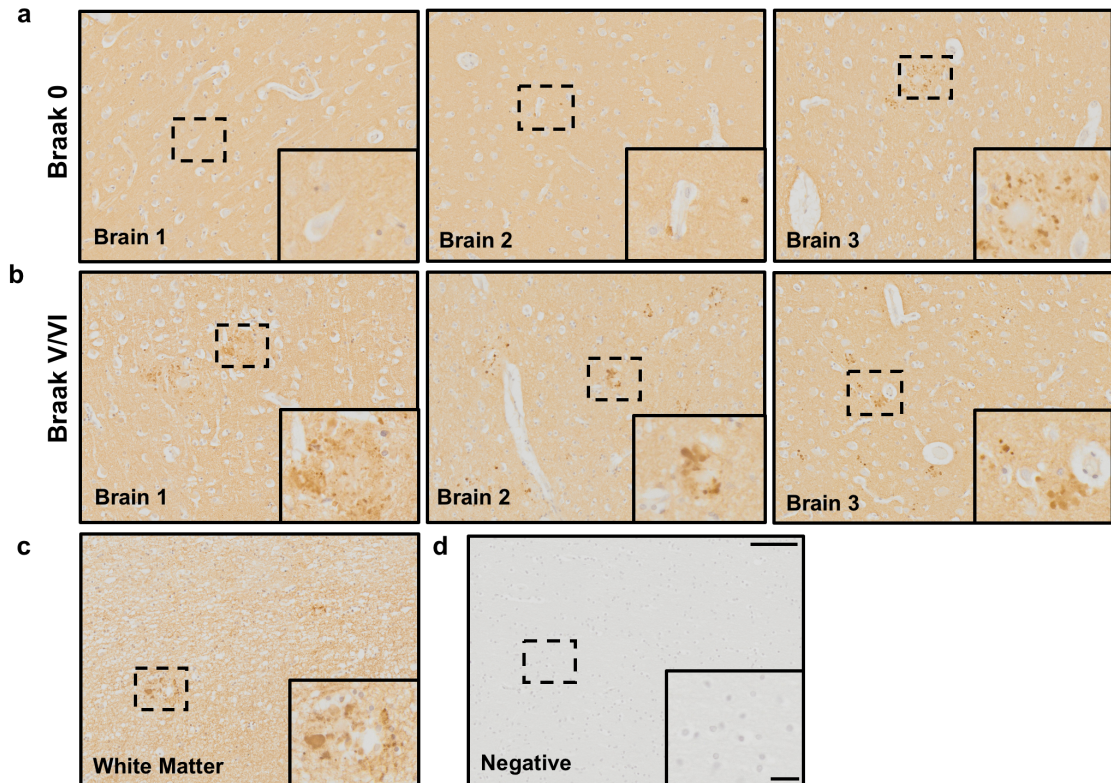 a
Braak 0
Brain 1
Brain 2
Brain 3
b
Braak V/VI
Brain 1
Brain 2
Brain 3
c
White Matter
d
Negative